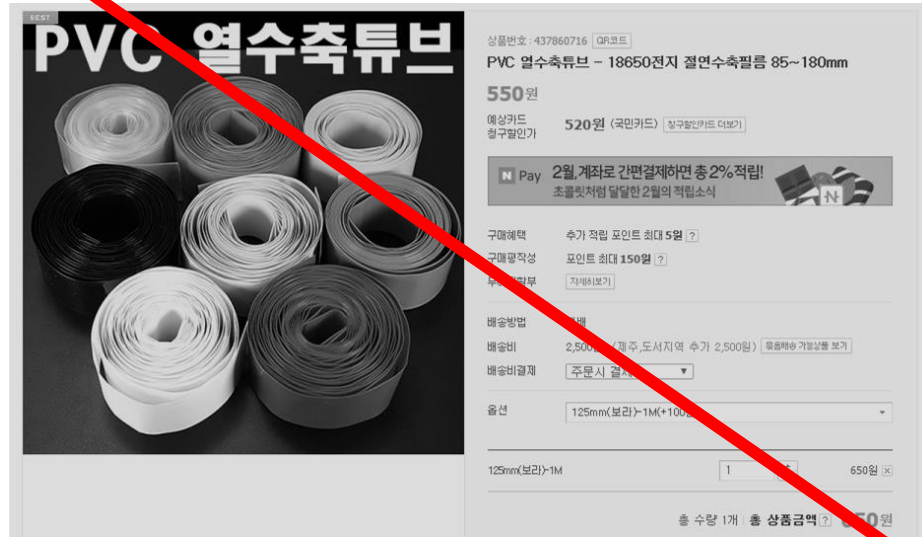 BEST
PVC 열수축튜브
상품번호 : 437860716 QR코드
PVC 열수축튜브 - 18650전지 절연수축필름 85~180mm
550원
예상카드
청구할인가
520원 (국민카드) 청구할인카드 더보기
N Pay 2월, 계좌로 간편결제하면 총 2% 적립!
초콜릿처럼 달달한 2월의 적립소식
N
구매혜택 추가 적립 포인트 최대 5원 ?
구매평작성 포인트 최대 150원 ?
자세히보기
배송방법
배송비 2,500원 (제주,도서지역 추가 2,500원) 묶음배송 가능상품 보기
배송비결제 주문시 결제
옵션 125mm(보라)-1M(+100원)
125mm(보라)-1M 1 650원 ×
총 수량 1개 총 상품금액 ? 650원